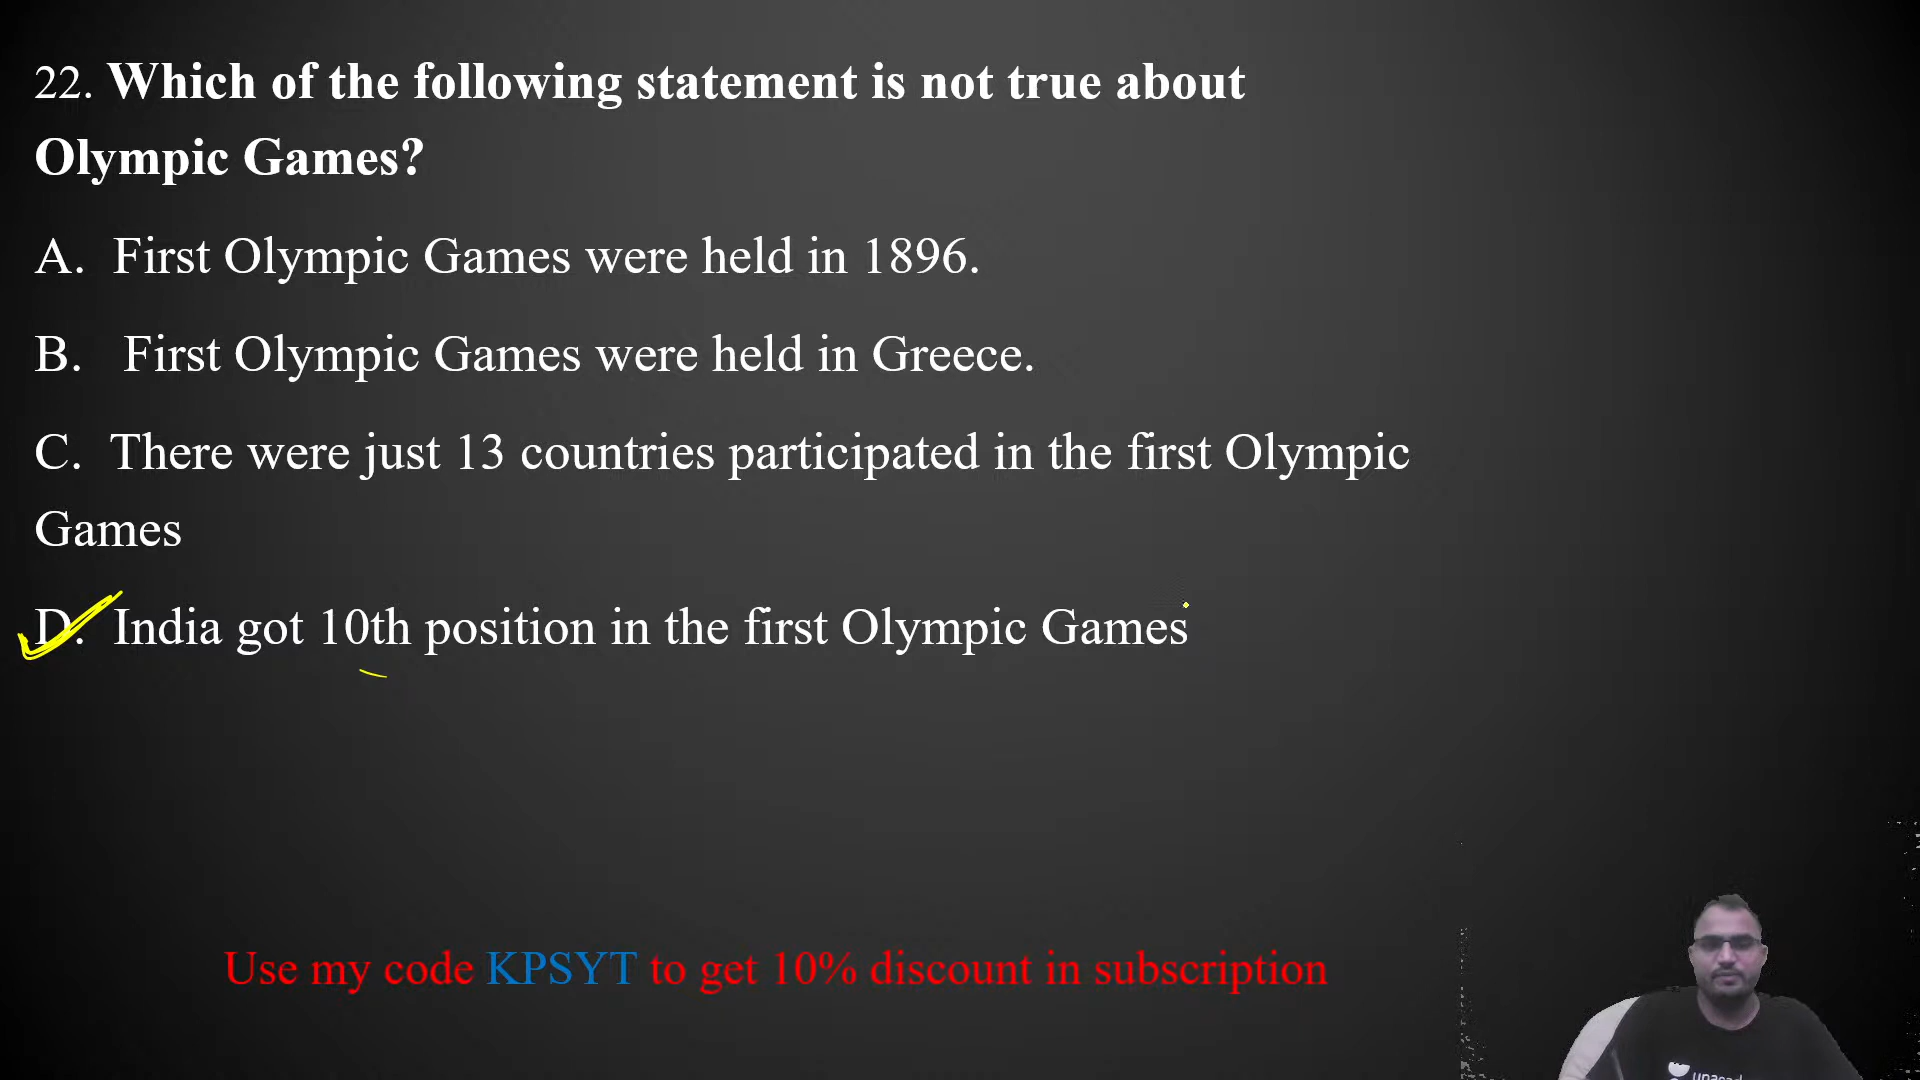 22. Which of the following statement is not true about
Olympic Games?
A. First Olympic Games were held in 1896.
B. First Olympic Games were held in Greece.
C. There were just 13 countries participated in the first Olympic
Games
D. India got 10th position in the first Olympic Games
Use my code KPSYT to get 10% discount in subscription